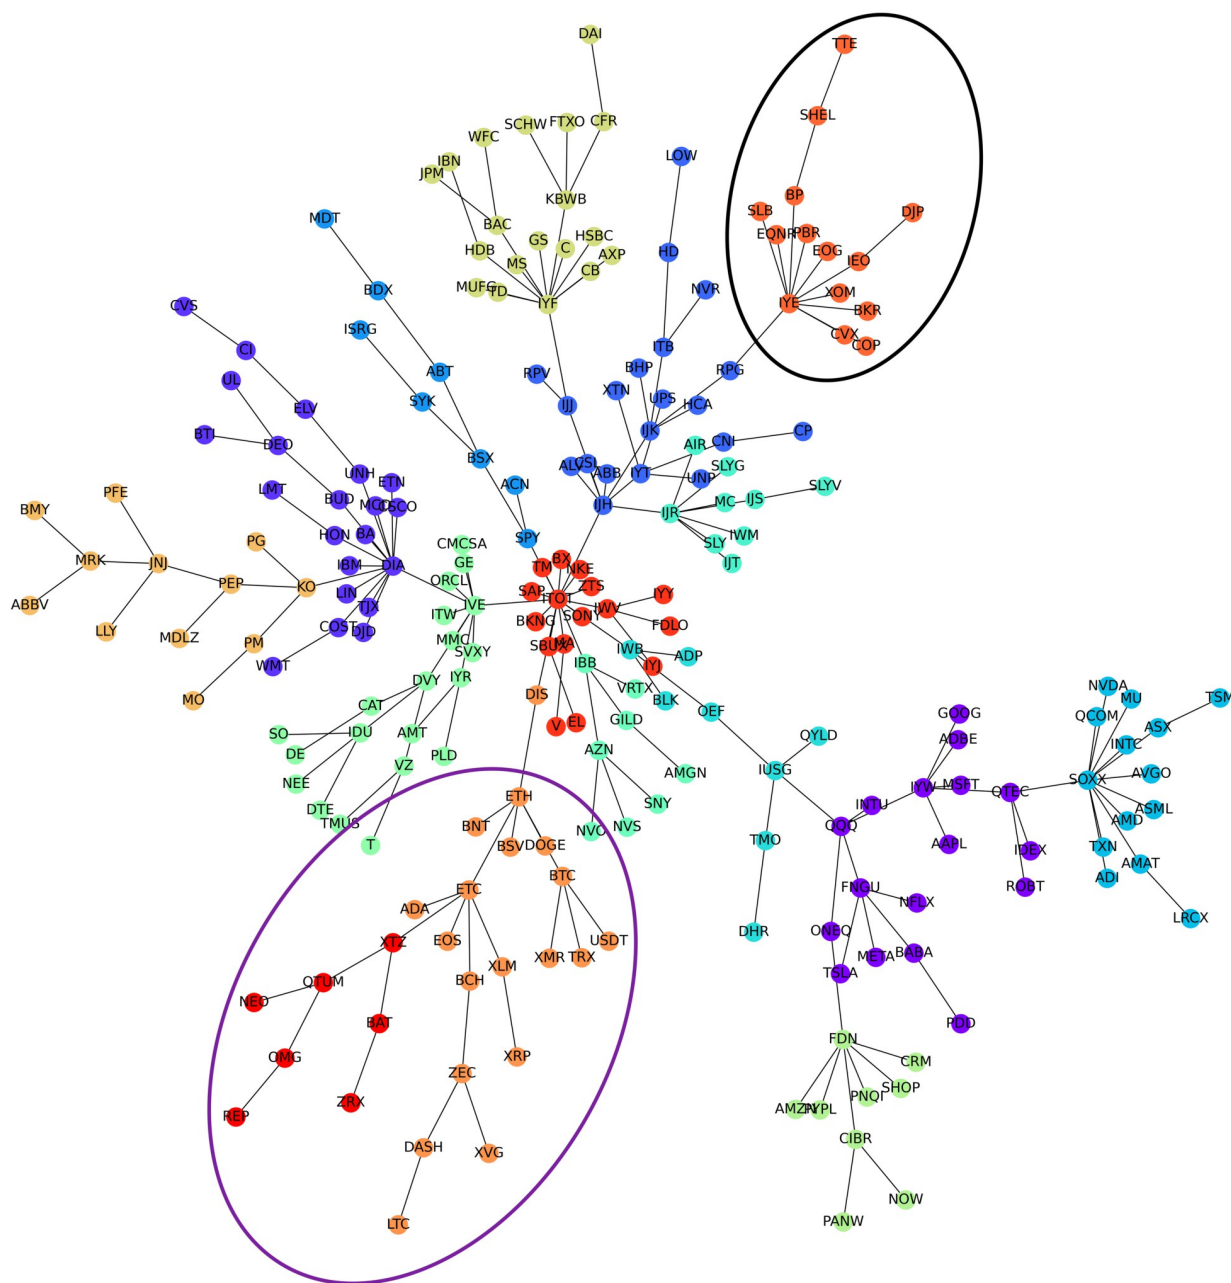 DAI
TTE
SCHW
FTXO
CFR
SHEL
WFC
IBN
JPM
LOW
KBWB
BP
MDT
BAC
SLB
DJP
EQNR
PBR
GS
C
HSBC
AXP
HDB
HD
EOG
IEO
MS
CB
BDX
MUFG
TD
IYF
NVR
XOM
IYE
BKR
CVS
ISRG
CVX
COP
CI
ITB
RPG
ABT
RPV
BHP
UL
SYK
XTN
UPS
HCA
ELV
IJJ
BTI
DEO
IJK
CNI
CP
AIR
BSX
CSL
ALV
ABB
IYT
UNP
SLYG
PFE
LMT
UNH
ETN
ACN
SLYV
BMY
BUD
MCD
CSCO
IJH
IJR
MC
IJS
PG
HON
BA
SPY
SLY
IWM
MRK
JNJ
IBM
DIA
CMCSA
GE
TM
BX
NKE
IJT
ABBV
PEP
KO
LIN
ORCL
SAP
ZTS
IYY
LLY
MDLZ
TJX
ITW
IVE
ITOT
IWV
COST
DJD
BKNG
SONY
FDLO
PM
MMC
SVXY
SBUX
MA
IWB
ADP
WMT
IBB
IYJ
MO
DVY
IYR
VRTX
BLK
CAT
DIS
GILD
OEF
NVDA
MU
TSM
SO
IDU
AMT
V
EL
GOOG
QCOM
ASX
DE
PLD
AZN
QYLD
ADBE
INTC
NEE
VZ
AMGN
IUSG
IYW
MSFT
QTEC
SOXX
AVGO
DTE
ETH
SNY
INTU
ASML
TMUS
BNT
NVO
NVS
QQQ
AMD
T
BSV
DOGE
TMO
AAPL
IDEX
TXN
AMAT
BTC
ROBT
ADI
ETC
FNGU
NFLX
ADA
LRCX
XTZ
EOS
USDT
DHR
ONEQ
XMR
TRX
META
BABA
QTUM
BCH
XLM
TSLA
NEO
BAT
PDD
OMG
XRP
FDN
ZEC
CRM
REP
ZRX
AMZN
PYPL
PNQI
SHOP
DASH
XVG
CIBR
NOW
LTC
PANW